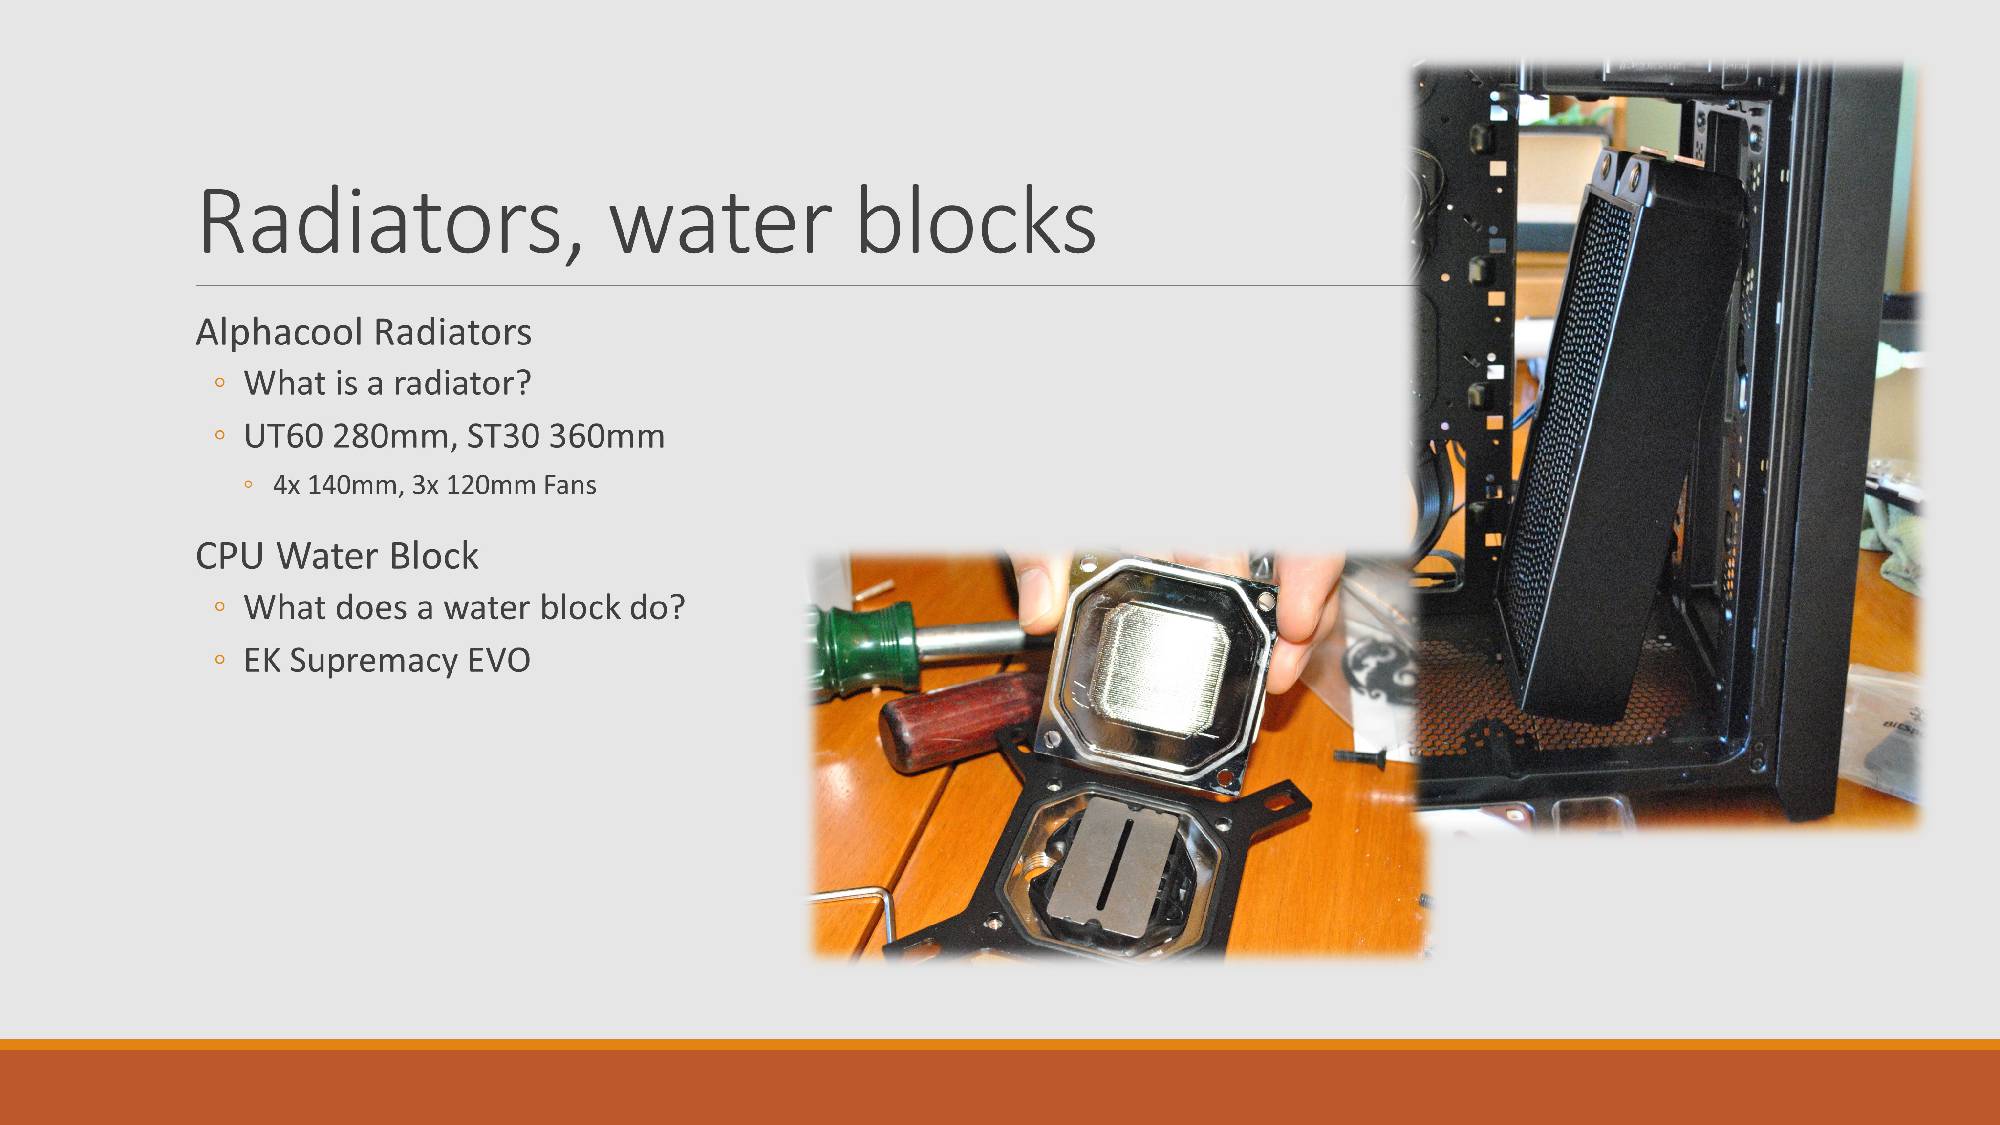 Radiators, water blocks
Alphacool Radiators
◦ What is a radiator?
◦ UT60 280mm, ST30 360mm
◦ 4x 140mm, 3x 120mm Fans
CPU Water Block
◦ What does a water block do?
◦ EK Supremacy EVO